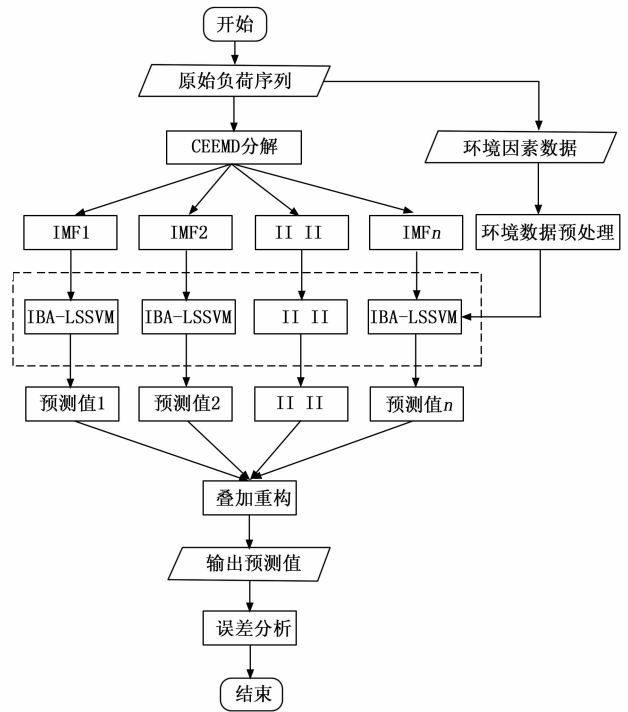 开始
原始负荷序列
CEEMD分解
环境因素数据
IMF1
IMF2
II II
IMFn
环境数据预处理
IBA-LSSVM
IBA-LSSVM
II II
IBA-LSSVM
预测值1
预测值2
II II
预测值n
叠加重构
输出预测值
误差分析
结束